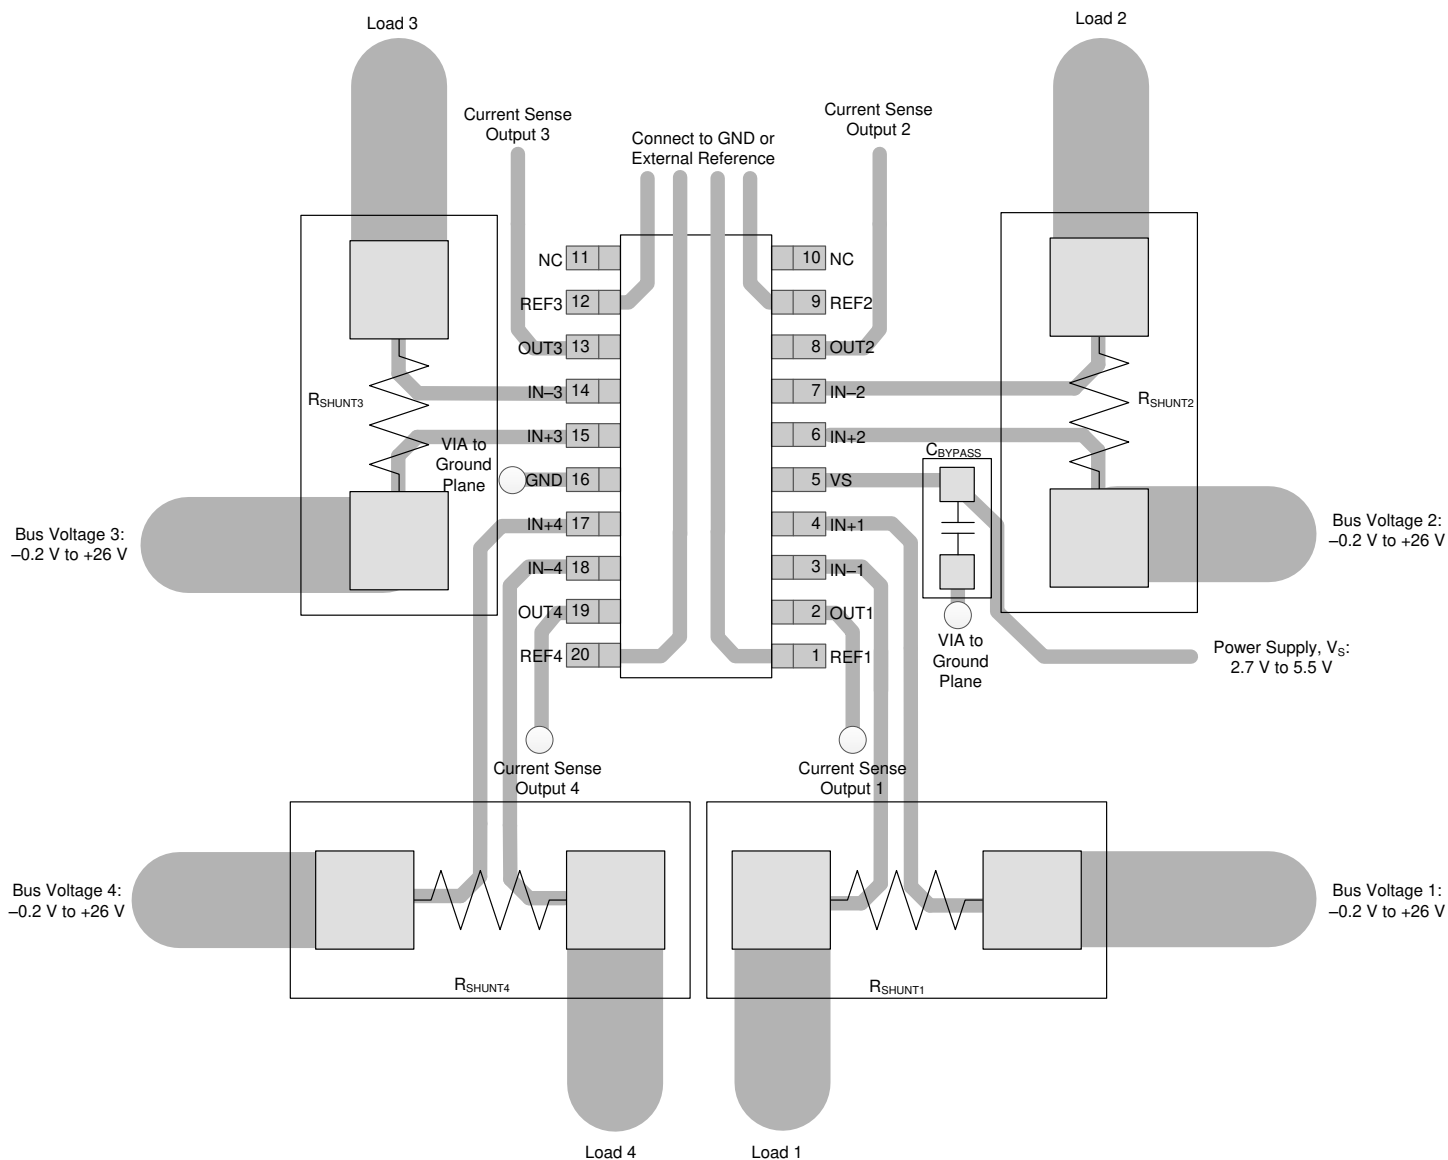 Load 3
Load 2
Current Sense
Output 3
Connect to GND or
External Reference
Current Sense
Output 2
NC 11
10 NC
REF3 12
9 REF2
OUT3 13
8 OUT2
IN–3 14
7 IN–2
IN+3 15
6 IN+2
GND 16
5 VS
IN+4 17
4 IN+1
IN–4 18
3 IN–1
OUT4 19
2 OUT1
REF4 20
1 REF1
RSHUNT3
RSHUNT2
VIA to
Ground
Plane
CBYPASS
Bus Voltage 3:
–0.2 V to +26 V
Bus Voltage 2:
–0.2 V to +26 V
VIA to
Ground
Plane
Power Supply, VS:
2.7 V to 5.5 V
Current Sense
Output 4
Current Sense
Output 1
Bus Voltage 4:
–0.2 V to +26 V
Bus Voltage 1:
–0.2 V to +26 V
RSHUNT4
RSHUNT1
Load 4
Load 1